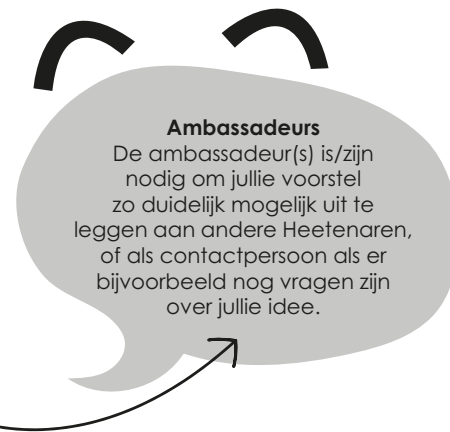 Ambassadeurs
De ambassadeur(s) is/zijn
nodig om jullie voorstel
zo duidelijk mogelijk uit te
leggen aan andere Heetenaren,
of als contactpersoon als er
bijvoorbeeld nog vragen zijn
over jullie idee.